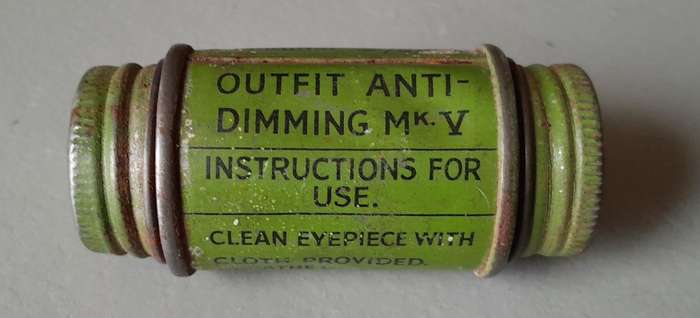 OUTFIT ANTI-
DIMMING Mᴷ· V
INSTRUCTIONS FOR
USE.
CLEAN EYEPIECE WITH
CLOTH PROVIDED.